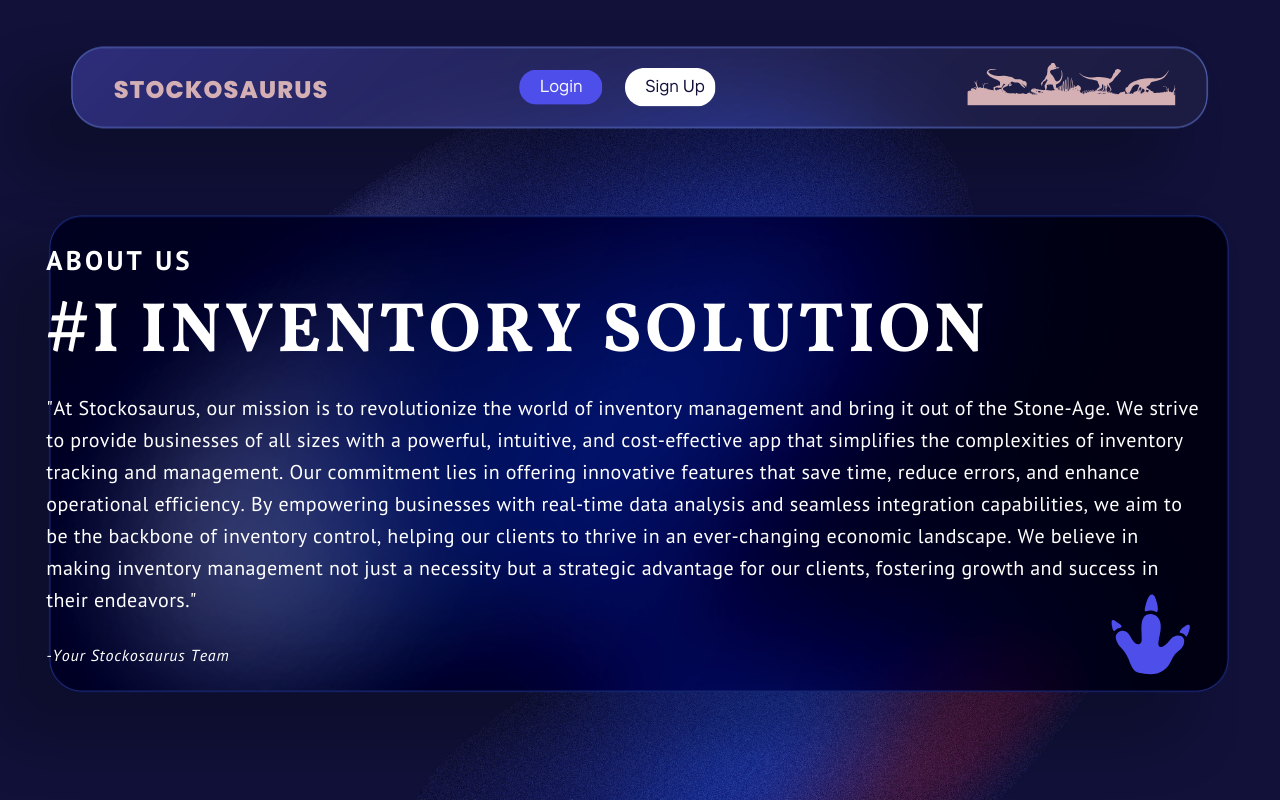 STOCKOSAURUS
Login
Sign Up
ABOUT US
#I INVENTORY SOLUTION
"At Stockosaurus, our mission is to revolutionize the world of inventory management and bring it out of the Stone-Age. We strive
to provide businesses of all sizes with a powerful, intuitive, and cost-effective app that simplifies the complexities of inventory
tracking and management. Our commitment lies in offering innovative features that save time, reduce errors, and enhance
operational efficiency. By empowering businesses with real-time data analysis and seamless integration capabilities, we aim to
be the backbone of inventory control, helping our clients to thrive in an ever-changing economic landscape. We believe in
making inventory management not just a necessity but a strategic advantage for our clients, fostering growth and success in
their endeavors."
-Your Stockosaurus Team